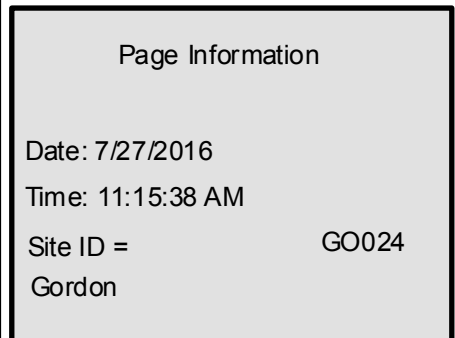 Page Information
Date: 7/27/2016
Time: 11:15:38 AM
Site ID = GO024
Gordon